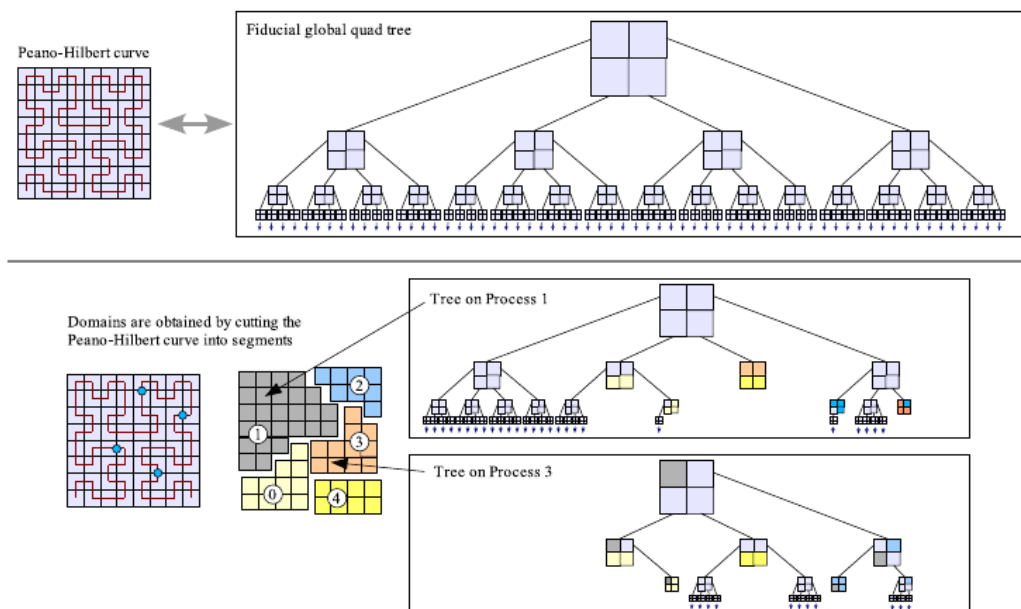 Fiducial global quad tree
Peano-Hilbert curve
Tree on Process 1
Domains are obtained by cutting the
Peano-Hilbert curve into segments
2
1
3
Tree on Process 3
0
4